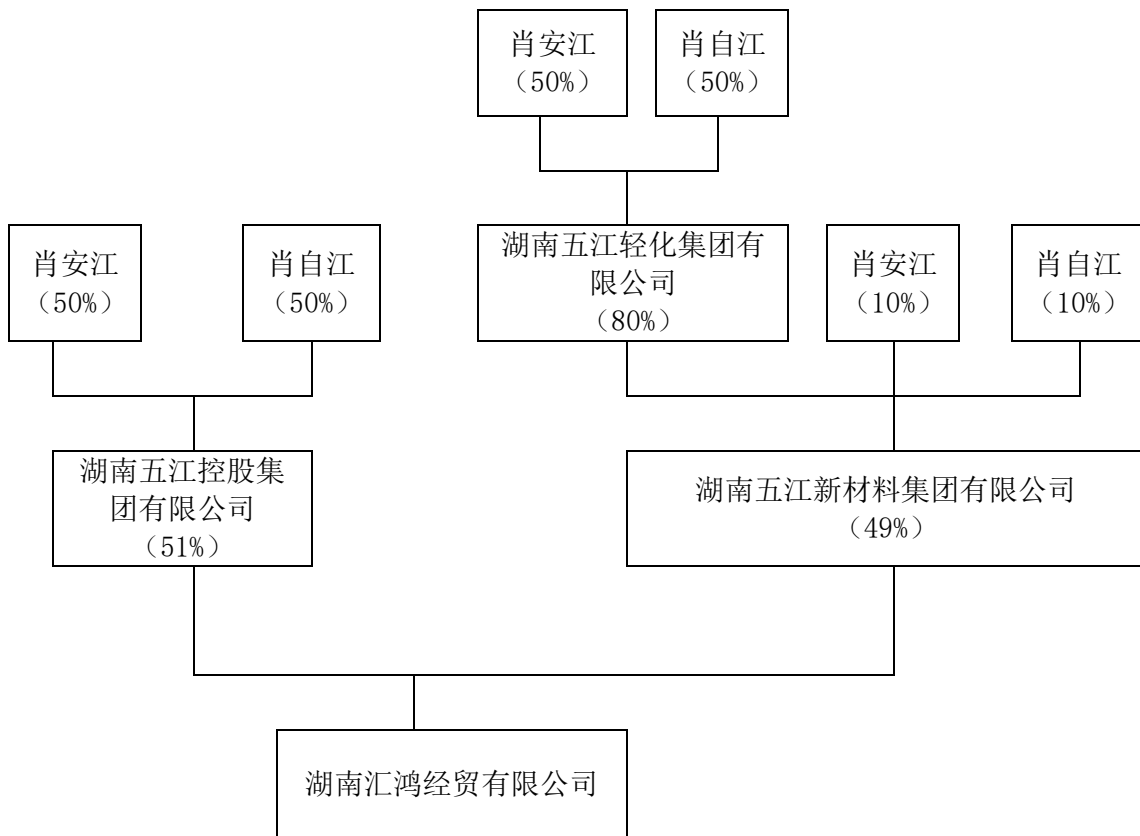 肖安江
（50%）
肖自江
（50%）
肖安江
（50%）
肖自江
（50%）
湖南五江轻化集团有
限公司
（80%）
肖安江
（10%）
肖自江
（10%）
湖南五江控股集
团有限公司
（51%）
湖南五江新材料集团有限公司
（49%）
湖南汇鸿经贸有限公司